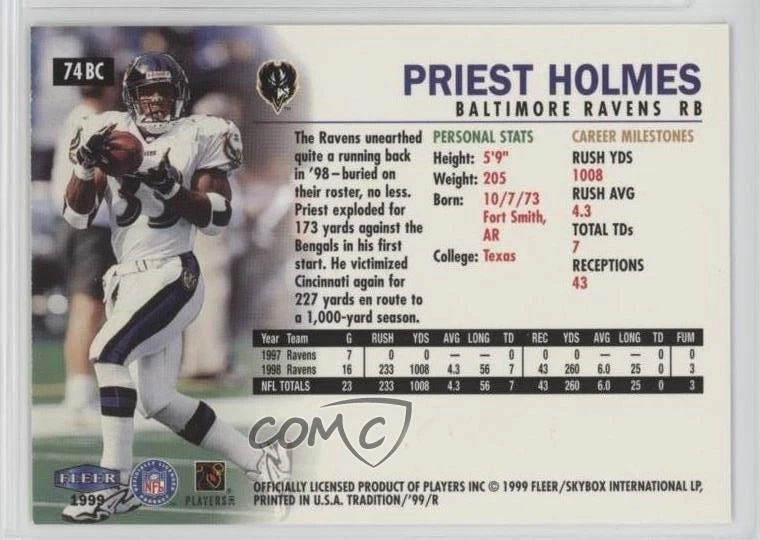 74 BC
PRIEST HOLMES
BALTIMORE RAVENS RB
The Ravens unearthed
quite a running back
in '98–buried on
their roster, no less.
Priest exploded for
173 yards against the
Bengals in his first
start. He victimized
Cincinnati again for
227 yards en route to
a 1,000-yard season.
PERSONAL STATS
Height: 5'9"
Weight: 205
Born: 10/7/73
Fort Smith,
AR
College: Texas
CAREER MILESTONES
RUSH YDS
1008
RUSH AVG
4.3
TOTAL TDs
7
RECEPTIONS
43
Year Team G RUSH YDS AVG LONG TD REC YDS AVG LONG TD FUM
1997 Ravens 7 0 0 — — 0 0 0 — — 0 0
1998 Ravens 16 233 1008 4.3 56 7 43 260 6.0 25 0 3
NFL TOTALS 23 233 1008 4.3 56 7 43 260 6.0 25 0 3
33
COMC
FLEER
1999
NFL
PLAYERS INC
OFFICIALLY LICENSED PRODUCT OF PLAYERS INC © 1999 FLEER/SKYBOX INTERNATIONAL LP,
PRINTED IN U.S.A. TRADITION/'99/R